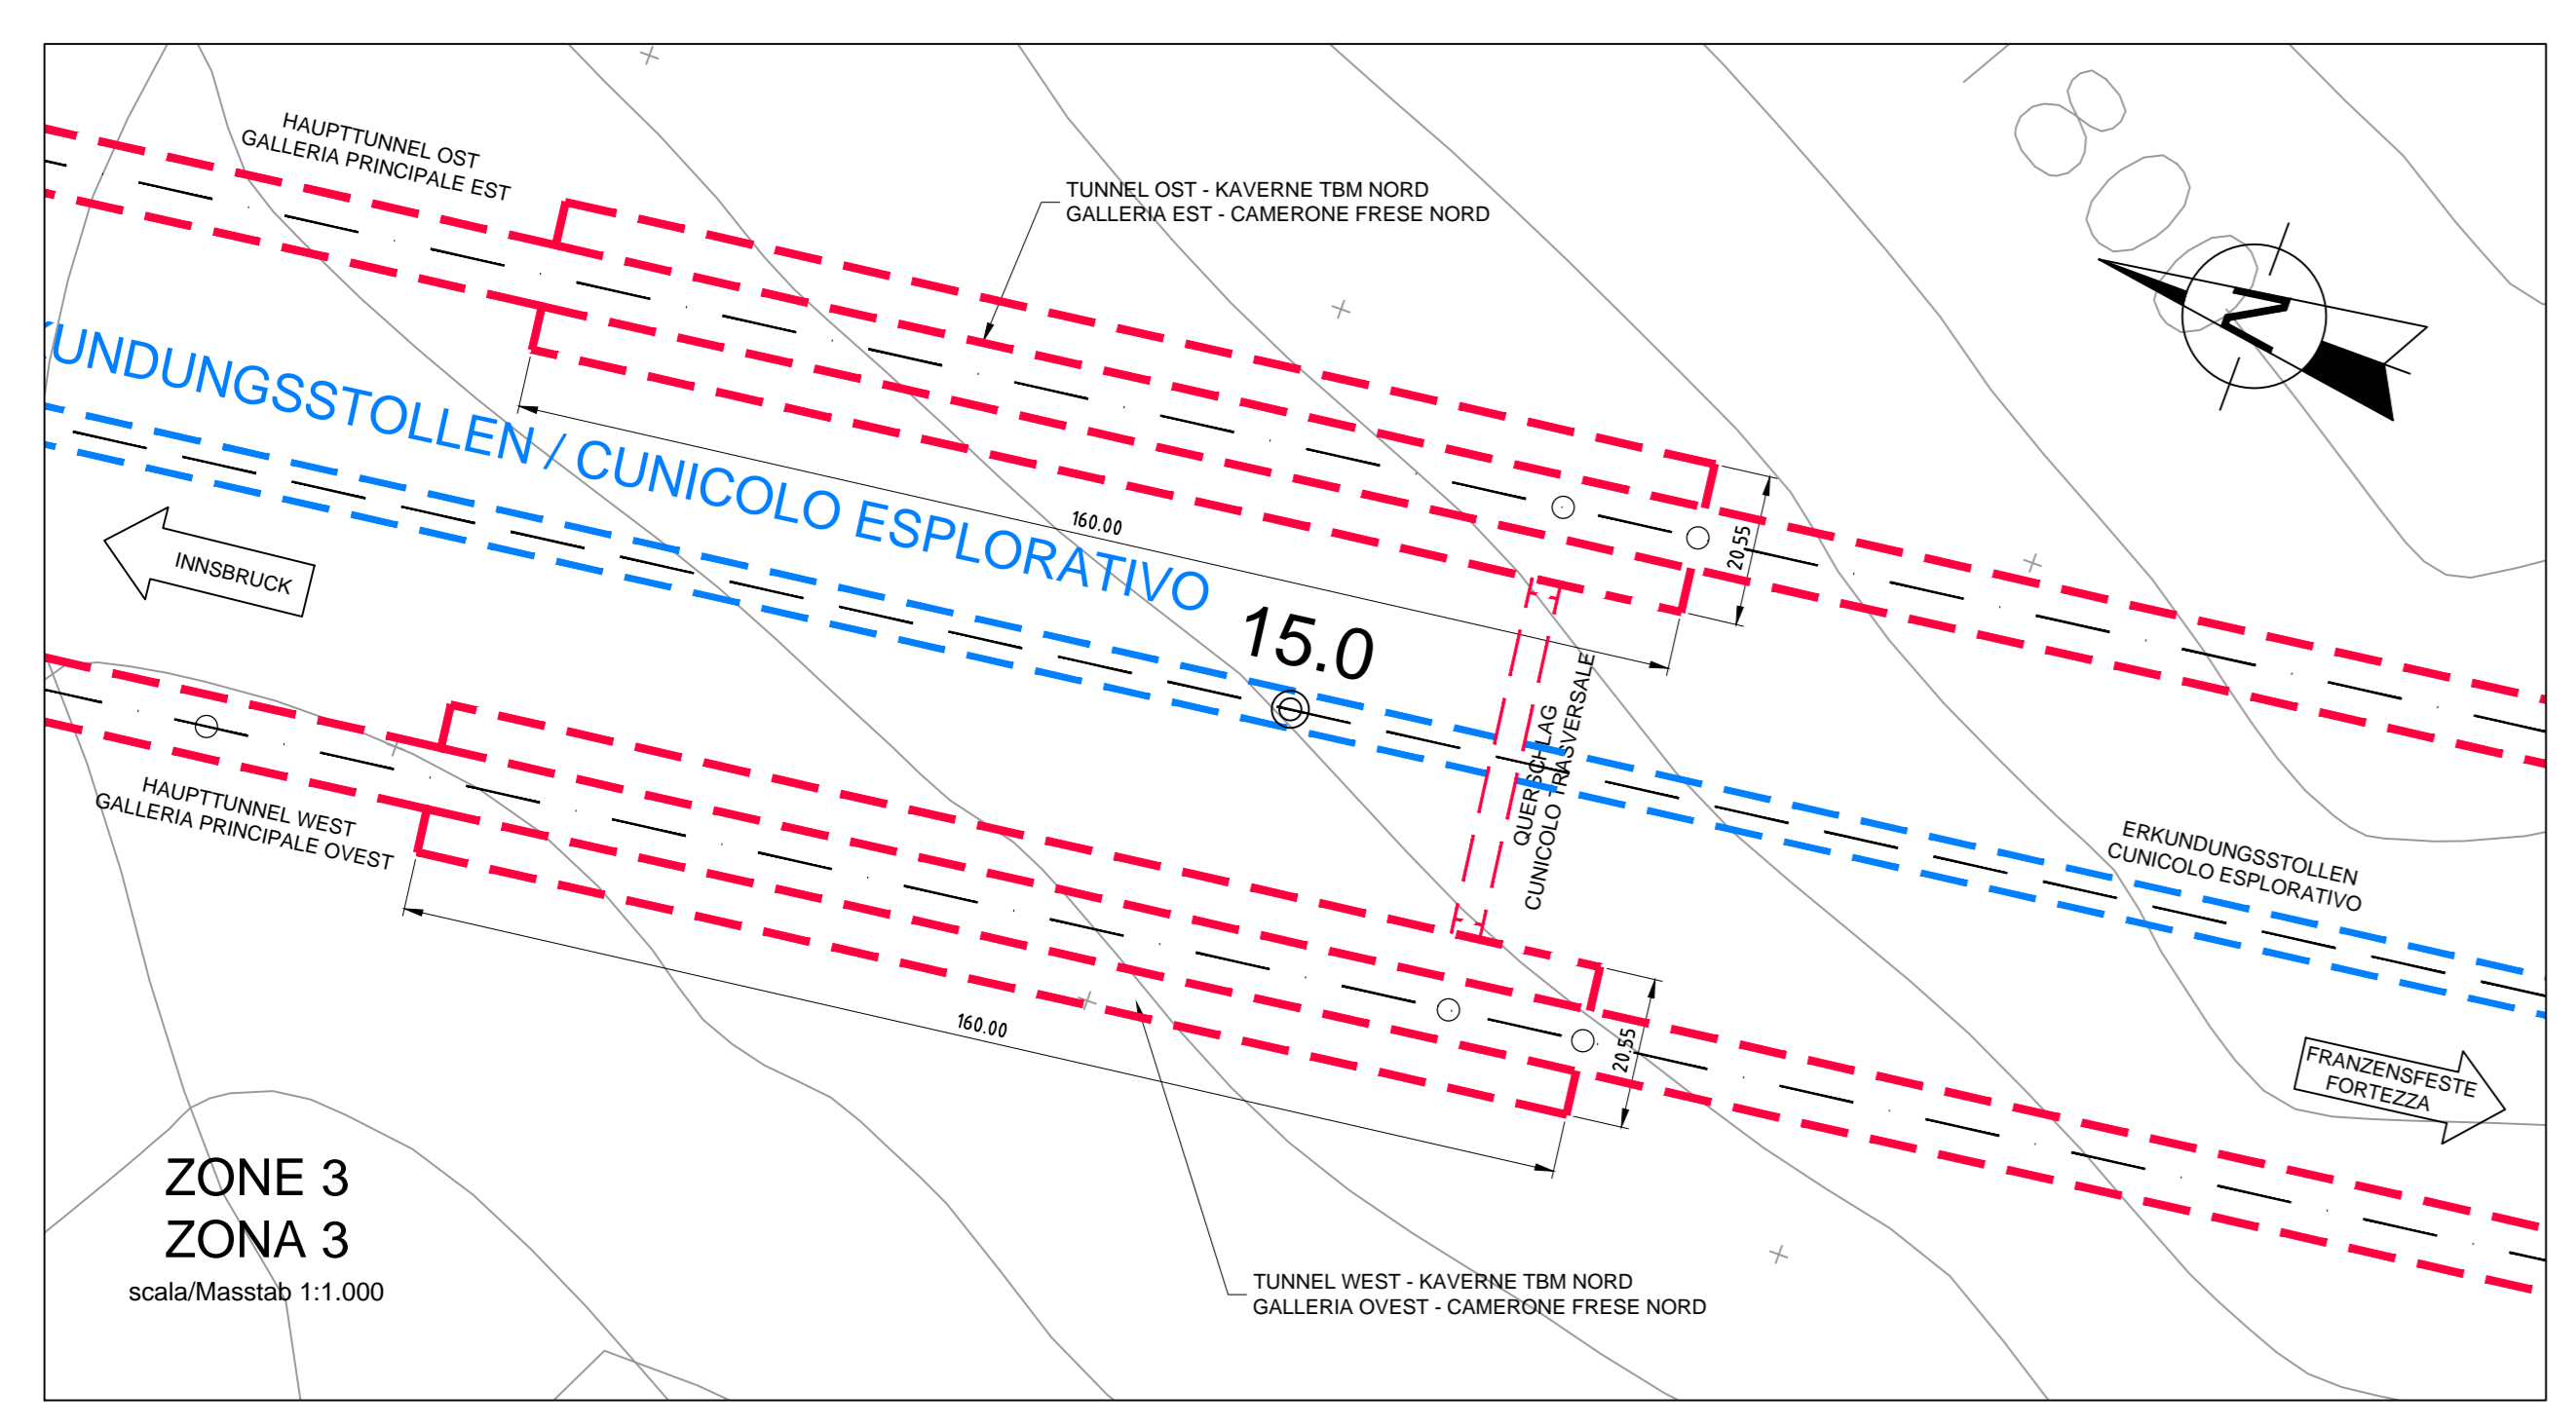 HAUPTTUNNEL OST
GALLERIA PRINCIPALE EST
TUNNEL OST - KAVERNE TBM NORD
GALLERIA EST - CAMERONE FRESE NORD
N
KUNDUNGSSTOLLEN / CUNICOLO ESPLORATIVO
160.00
20.55
INNSBRUCK
15.0
QUERSCHLAG
CUNICOLO TRASVERSALE
HAUPTTUNNEL WEST
GALLERIA PRINCIPALE OVEST
ERKUNDUNGSSTOLLEN
CUNICOLO ESPLORATIVO
160.00
20.55
FRANZENSFESTE
FORTEZZA
ZONE 3
ZONA 3
scala/Masstab 1:1.000
TUNNEL WEST - KAVERNE TBM NORD
GALLERIA OVEST - CAMERONE FRESE NORD